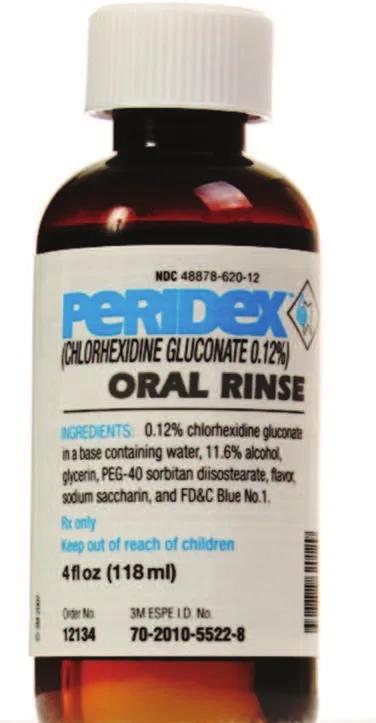 NDC 48878-620-12
PERIDEX™
(CHLORHEXIDINE GLUCONATE 0.12%)
ORAL RINSE
INGREDIENTS: 0.12% chlorhexidine gluconate
in a base containing water, 11.6% alcohol,
glycerin, PEG-40 sorbitan diisostearate, flavor,
sodium saccharin, and FD&C Blue No.1.
Rx only
Keep out of reach of children
4 fl oz (118 ml)
Order No. 3M ESPE I.D. No.
12134 70-2010-5522-8
© 3M 2007